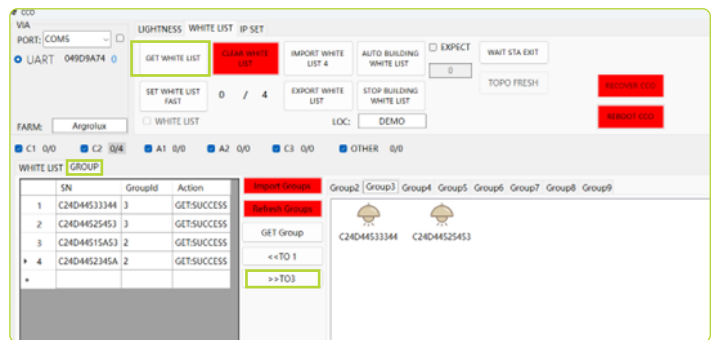 CCO
VIA
PORT: COM5
UART 049D9A74 0
FARM: Argrolux
LIGHTNESS WHITE LIST IP SET
GET WHITE LIST
CLEAR WHITE LIST
IMPORT WHITE LIST 4
AUTO BUILDING WHITE LIST
EXPECT
0
WAIT STA EXIT
SET WHITE LIST FAST
0 / 4
EXPORT WHITE LIST
STOP BUILDING WHITE LIST
TOPO FRESH
RECOVER CCO
WHITE LIST
LOC: DEMO
REBOOT CCO
C1 0/0 C2 0/4 A1 0/0 A2 0/0 C3 0/0 OTHER 0/0
WHITE LIST GROUP
SN GroupId Action
1 C24D44533344 3 GET:SUCCESS
2 C24D44525453 3 GET:SUCCESS
3 C24D44515A53 2 GET:SUCCESS
4 C24D4452345A 2 GET:SUCCESS
Import Groups
Refresh Groups
GET Group
<<TO 1
>>TO3
Group2 Group3 Group4 Group5 Group6 Group7 Group8 Group9
C24D44533344 C24D44525453